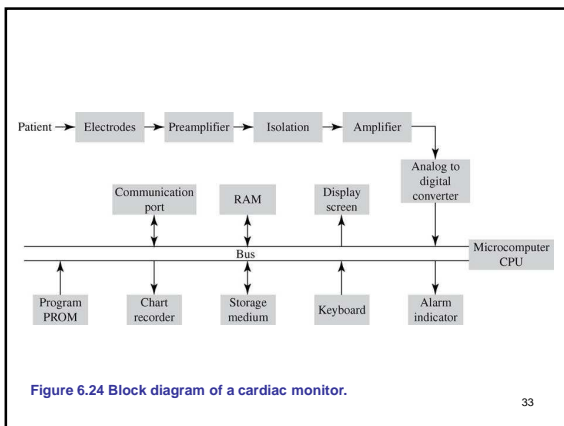 Patient
Electrodes
Preamplifier
Isolation
Amplifier
Analog to
digital
converter
Communication
port
RAM
Display
screen
Bus
Microcomputer
CPU
Program
PROM
Chart
recorder
Storage
medium
Keyboard
Alarm
indicator
Figure 6.24 Block diagram of a cardiac monitor.
33